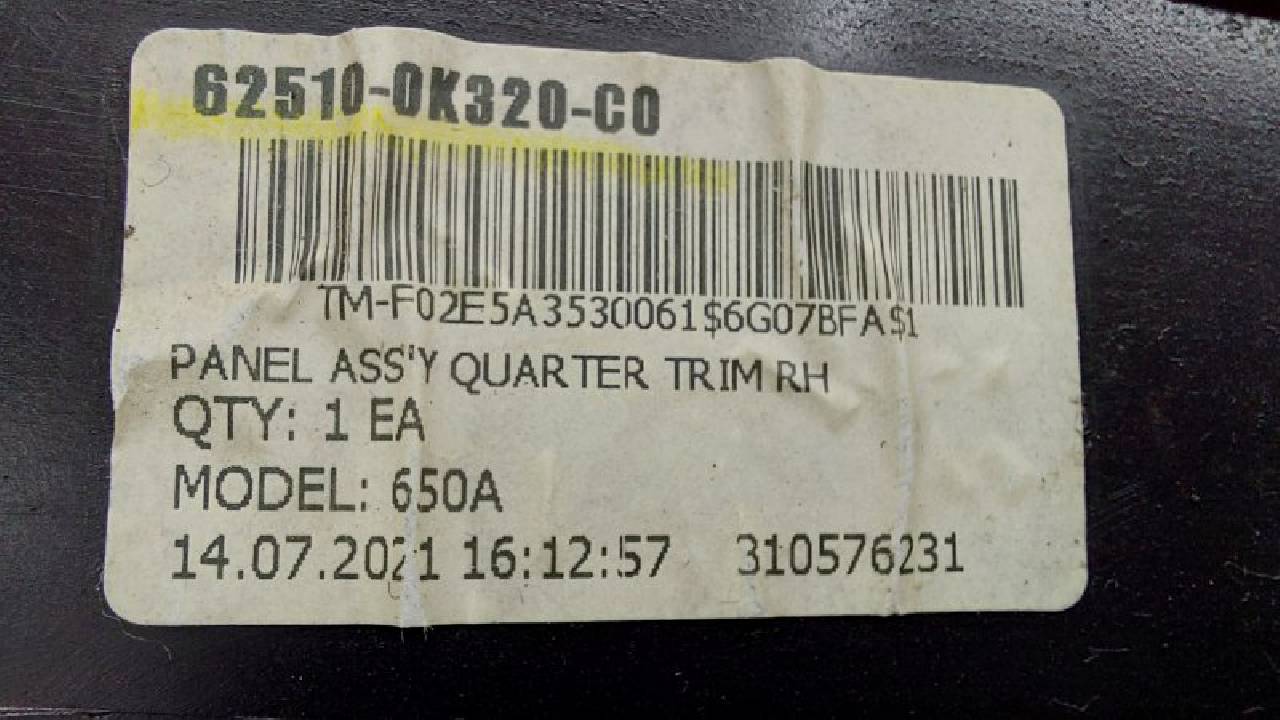 62510-0K320-C0
TM-F02E5A3530061$6G07BFA$1
PANEL ASS'Y QUARTER TRIM RH
QTY: 1 EA
MODEL: 650A
14.07.2021 16:12:57 310576231